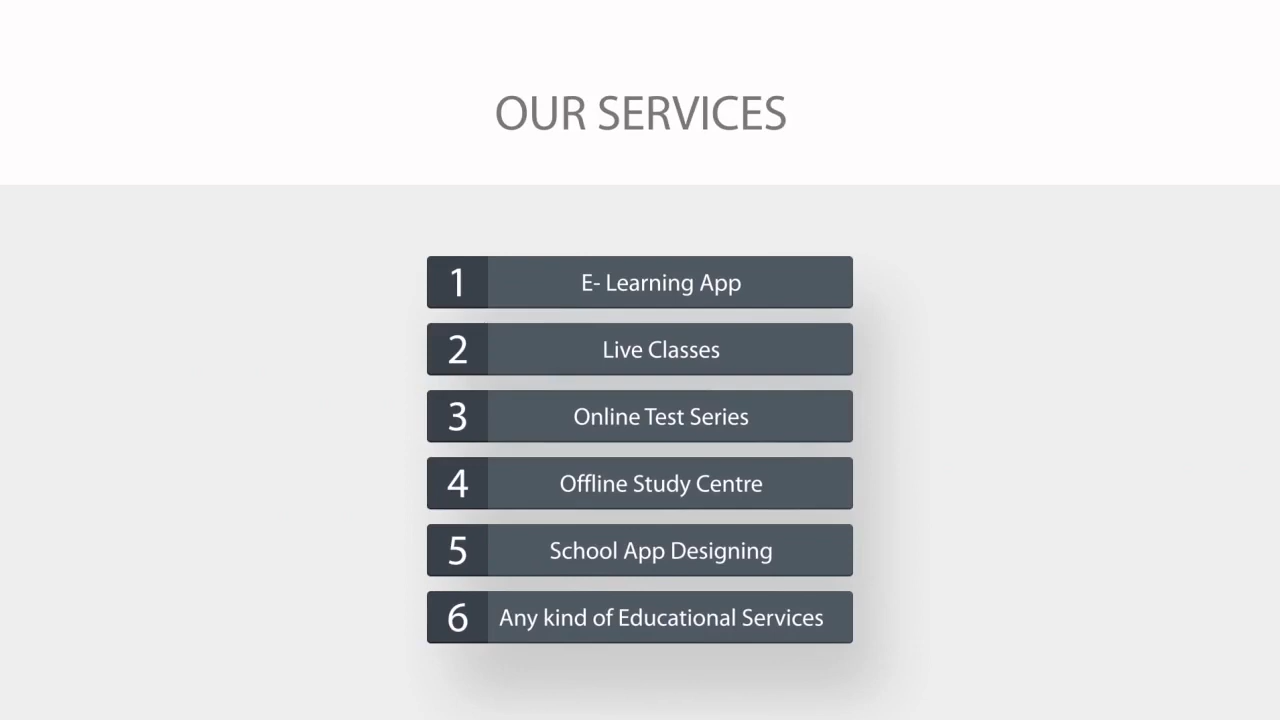 OUR SERVICES
1 E- Learning App
2 Live Classes
3 Online Test Series
4 Offline Study Centre
5 School App Designing
6 Any kind of Educational Services